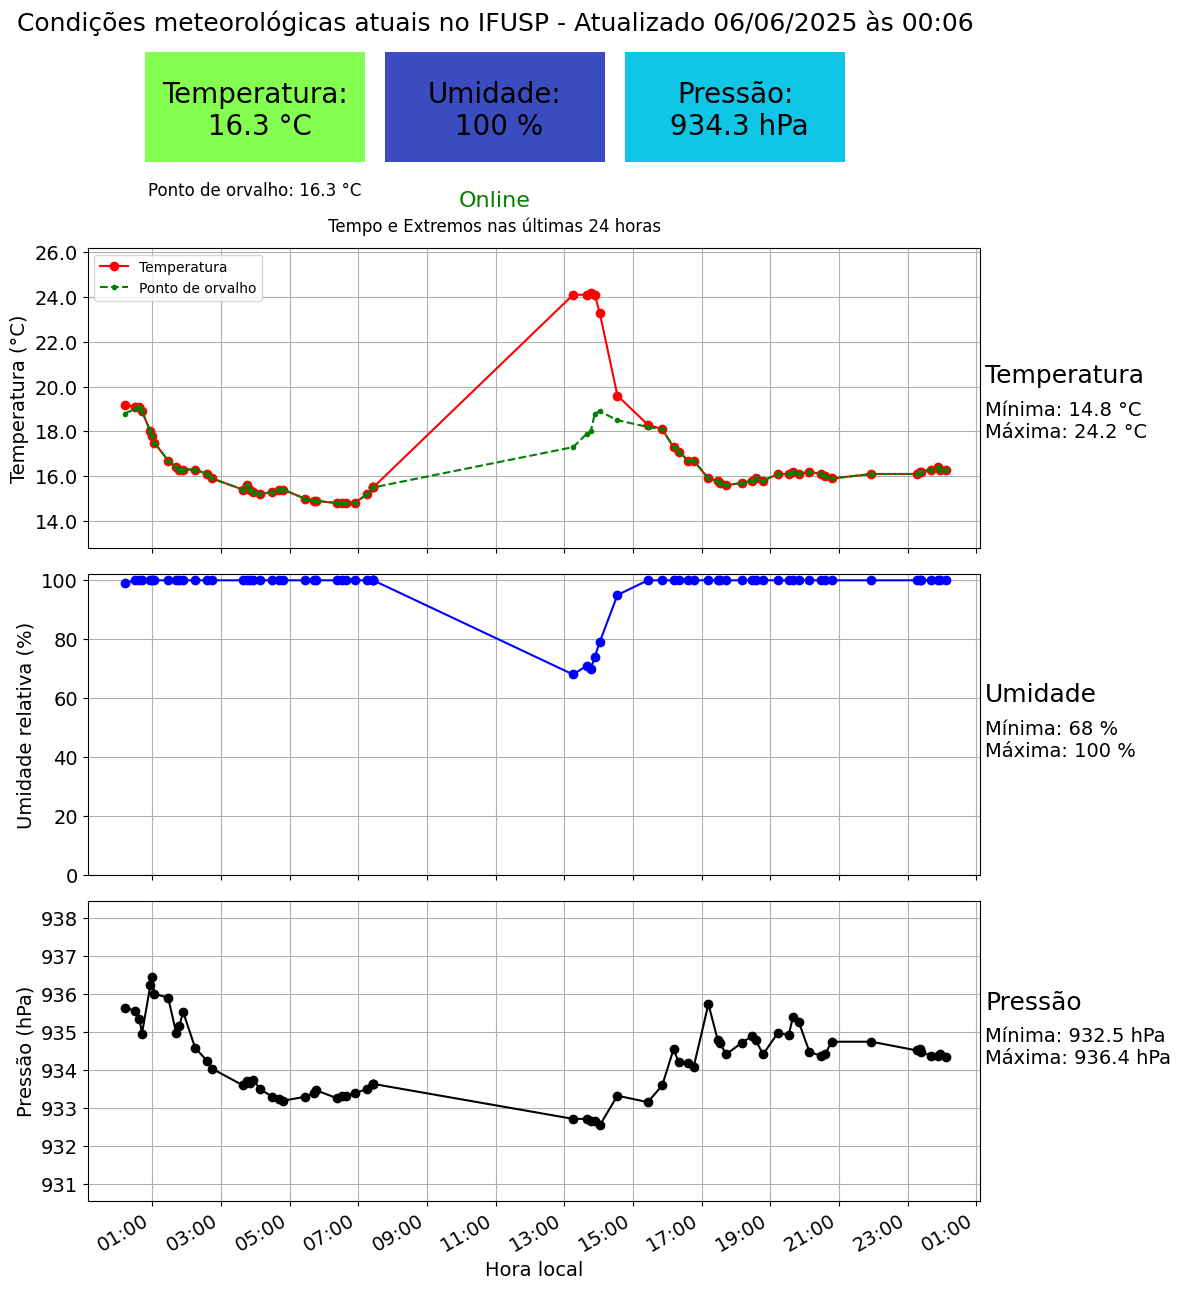 Condições meteorológicas atuais no IFUSP - Atualizado 06/06/2025 às 00:06
Temperatura:
16.3 °C
Umidade:
100 %
Pressão:
934.3 hPa
Ponto de orvalho: 16.3 °C
Online
Tempo e Extremos nas últimas 24 horas
Temperatura (°C)
26.0
24.0
22.0
20.0
18.0
16.0
14.0
Temperatura
Ponto de orvalho
Temperatura
Mínima: 14.8 °C
Máxima: 24.2 °C
Umidade relativa (%)
100
80
60
40
20
0
Umidade
Mínima: 68 %
Máxima: 100 %
Pressão (hPa)
938
937
936
935
934
933
932
931
Pressão
Mínima: 932.5 hPa
Máxima: 936.4 hPa
01:00
03:00
05:00
07:00
09:00
11:00
13:00
15:00
17:00
19:00
21:00
23:00
01:00
Hora local